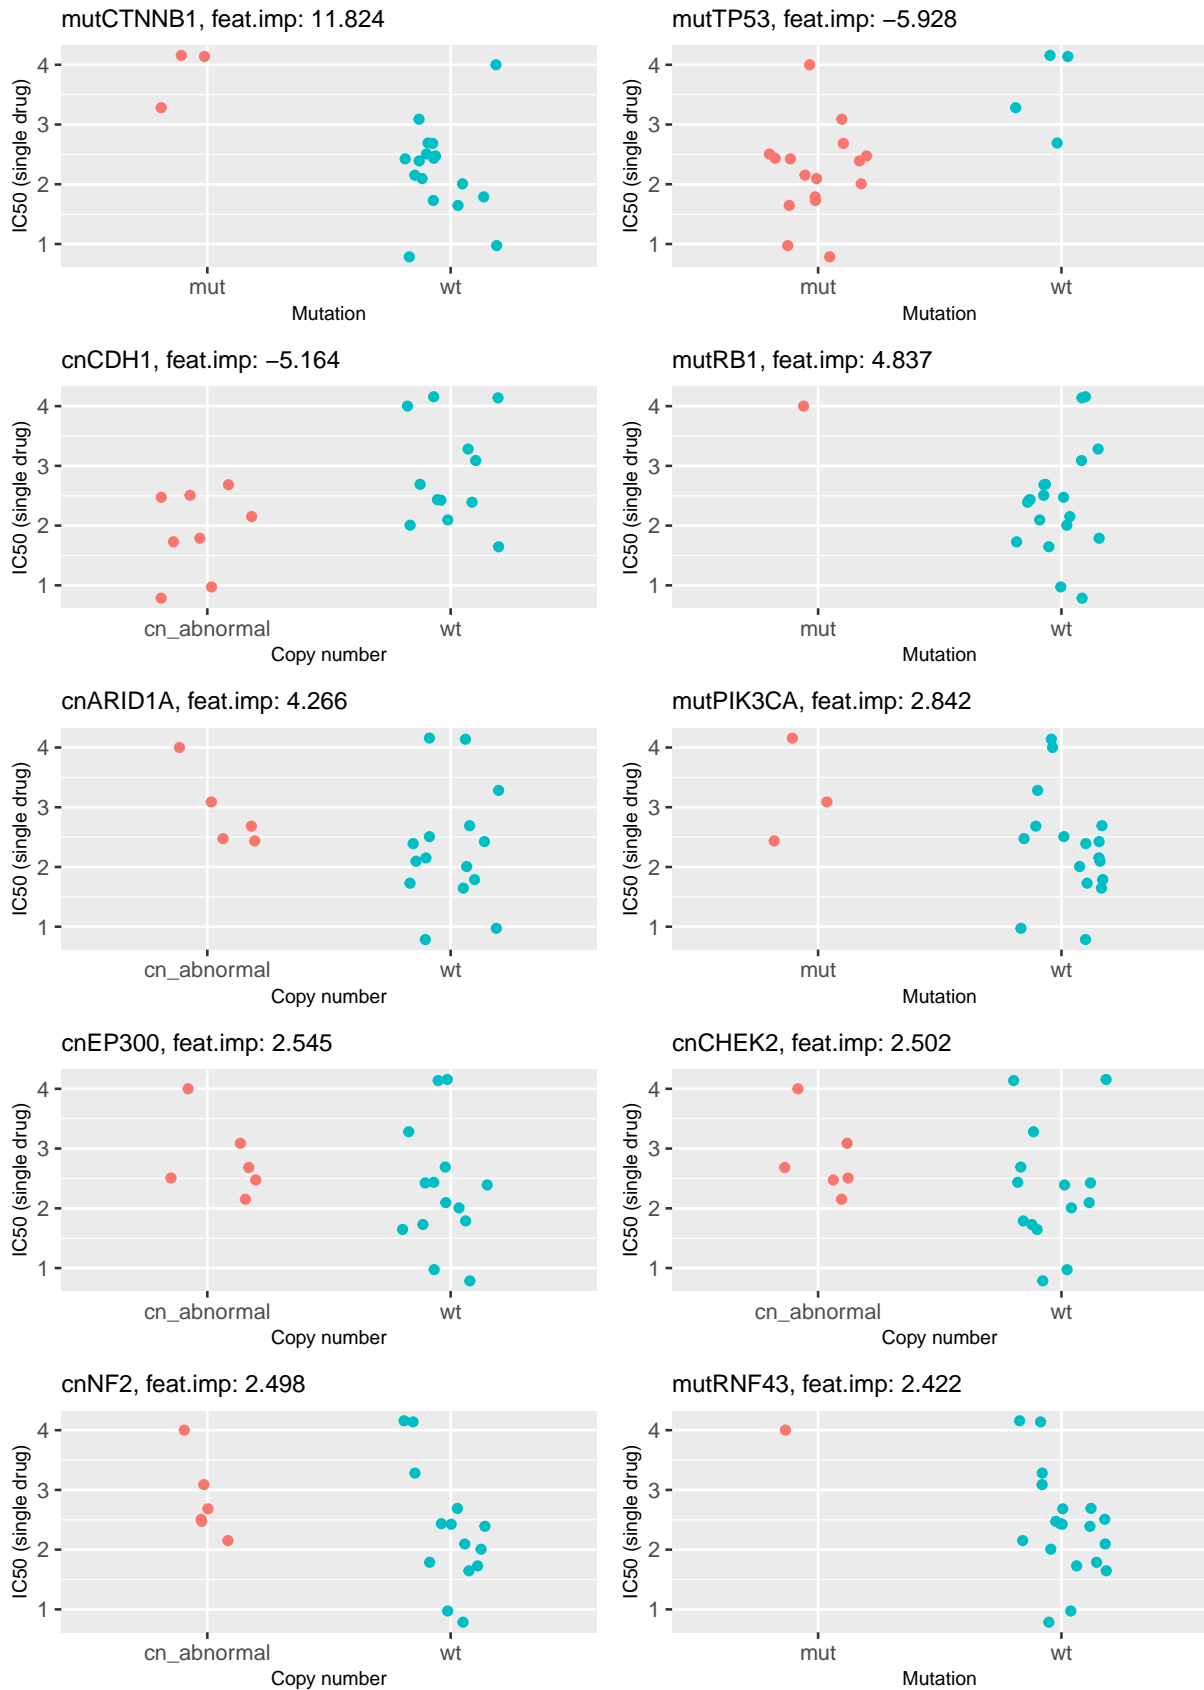 mutCTNNB1, feat.imp: 11.824
IC50 (single drug)
4
3
2
1
mut
wt
Mutation
mutTP53, feat.imp: −5.928
IC50 (single drug)
4
3
2
1
mut
wt
Mutation
cnCDH1, feat.imp: −5.164
IC50 (single drug)
4
3
2
1
cn_abnormal
wt
Copy number
mutRB1, feat.imp: 4.837
IC50 (single drug)
4
3
2
1
mut
wt
Mutation
cnARID1A, feat.imp: 4.266
IC50 (single drug)
4
3
2
1
cn_abnormal
wt
Copy number
mutPIK3CA, feat.imp: 2.842
IC50 (single drug)
4
3
2
1
mut
wt
Mutation
cnEP300, feat.imp: 2.545
IC50 (single drug)
4
3
2
1
cn_abnormal
wt
Copy number
cnCHEK2, feat.imp: 2.502
IC50 (single drug)
4
3
2
1
cn_abnormal
wt
Copy number
cnNF2, feat.imp: 2.498
IC50 (single drug)
4
3
2
1
cn_abnormal
wt
Copy number
mutRNF43, feat.imp: 2.422
IC50 (single drug)
4
3
2
1
mut
wt
Mutation